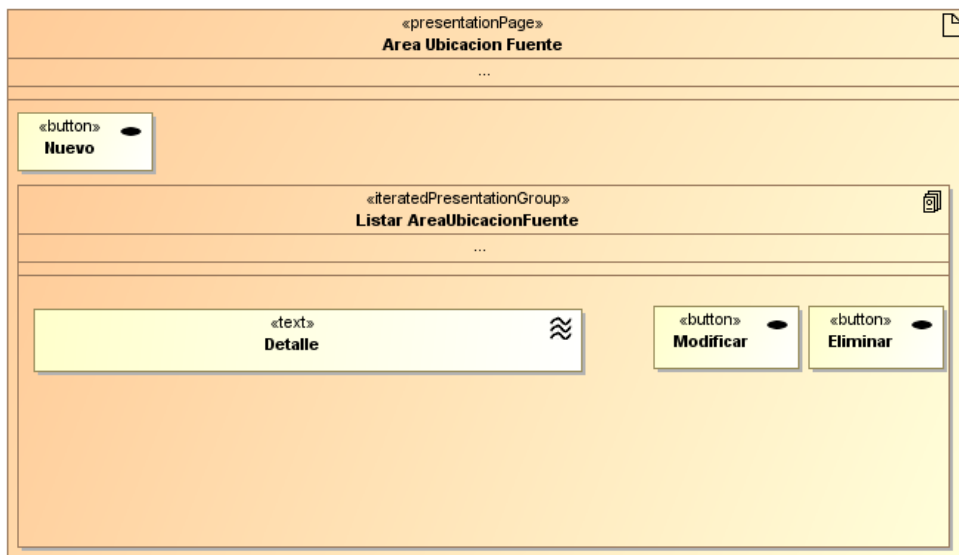 «presentationPage»
Area Ubicacion Fuente
...
«button»
Nuevo
«iteratedPresentationGroup»
Listar AreaUbicacionFuente
...
«text»
Detalle
«button»
Modificar
«button»
Eliminar